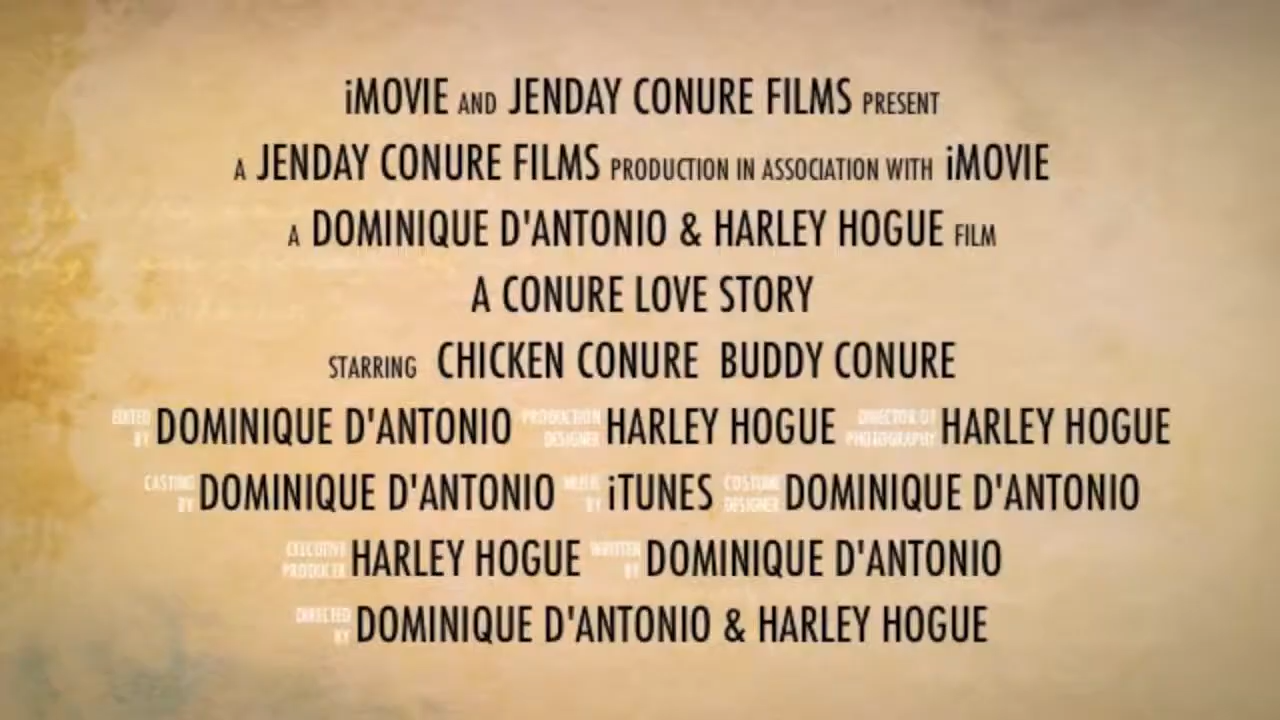 iMOVIE AND JENDAY CONURE FILMS PRESENT
A JENDAY CONURE FILMS PRODUCTION IN ASSOCIATION WITH iMOVIE
A DOMINIQUE D'ANTONIO & HARLEY HOGUE FILM
A CONURE LOVE STORY
STARRING CHICKEN CONURE BUDDY CONURE
EDITED BY DOMINIQUE D'ANTONIO PRODUCTION DESIGNER HARLEY HOGUE DIRECTOR OF PHOTOGRAPHY HARLEY HOGUE
CASTING BY DOMINIQUE D'ANTONIO MUSIC BY iTUNES COSTUME DESIGNER DOMINIQUE D'ANTONIO
EXECUTIVE PRODUCER HARLEY HOGUE WRITTEN BY DOMINIQUE D'ANTONIO
DIRECTED BY DOMINIQUE D'ANTONIO & HARLEY HOGUE